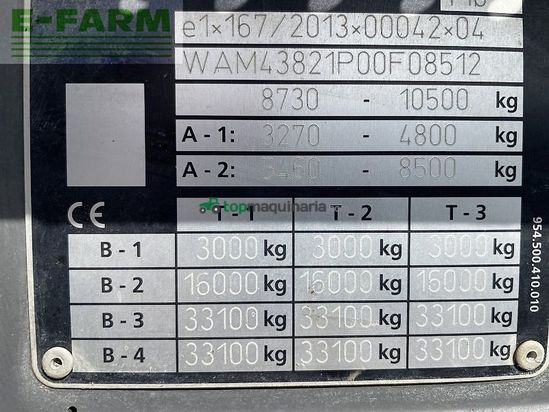 E-FARM
e1*167/2013*00042*04
WAM43821P00F08512
8730 - 10500 kg
A - 1: 3270 - 4800 kg
A - 2: 5460 - 8500 kg
topmaquinaria
CE T - 1 T - 2 T - 3
B - 1 3000 kg 3000 kg 3000 kg
B - 2 16000 kg 16000 kg 16000 kg
B - 3 33100 kg 33100 kg 33100 kg
B - 4 33100 kg 33100 kg 33100 kg
954.500.410.010